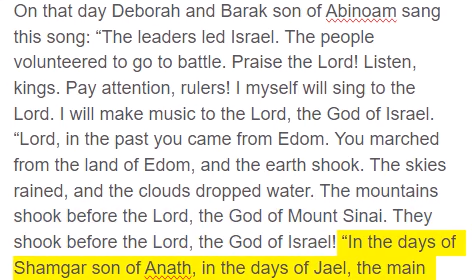 On that day Deborah and Barak son of Abinoam sang
this song: “The leaders led Israel. The people
volunteered to go to battle. Praise the Lord! Listen,
kings. Pay attention, rulers! I myself will sing to the
Lord. I will make music to the Lord, the God of Israel.
“Lord, in the past you came from Edom. You marched
from the land of Edom, and the earth shook. The skies
rained, and the clouds dropped water. The mountains
shook before the Lord, the God of Mount Sinai. They
shook before the Lord, the God of Israel! “In the days of
Shamgar son of Anath, in the days of Jael, the main